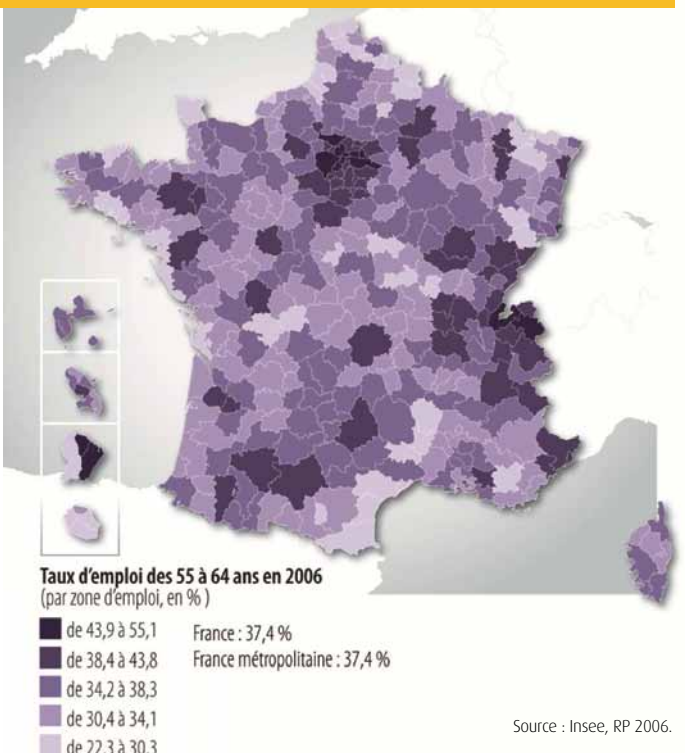 Taux d'emploi des 55 à 64 ans en 2006
(par zone d'emploi, en % )
de 43,9 à 55,1
de 38,4 à 43,8
de 34,2 à 38,3
de 30,4 à 34,1
de 22,3 à 30,3
France : 37,4 %
France métropolitaine : 37,4 %
Source : Insee, RP 2006.